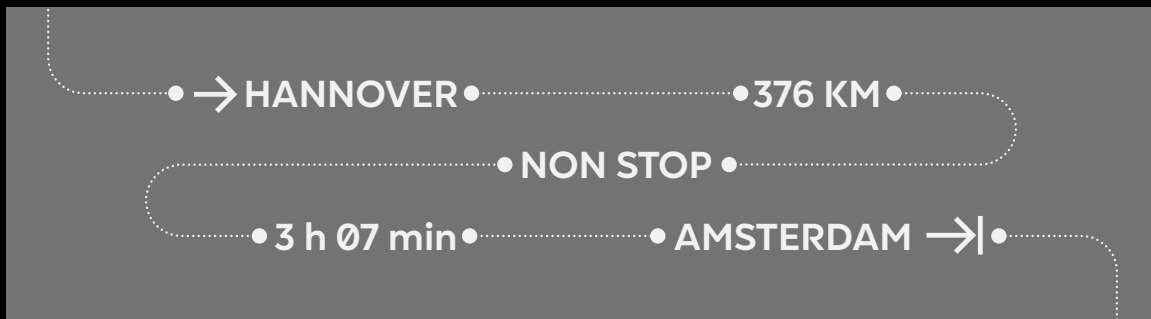 → HANNOVER 376 KM
NON STOP
3 h 07 min AMSTERDAM →|